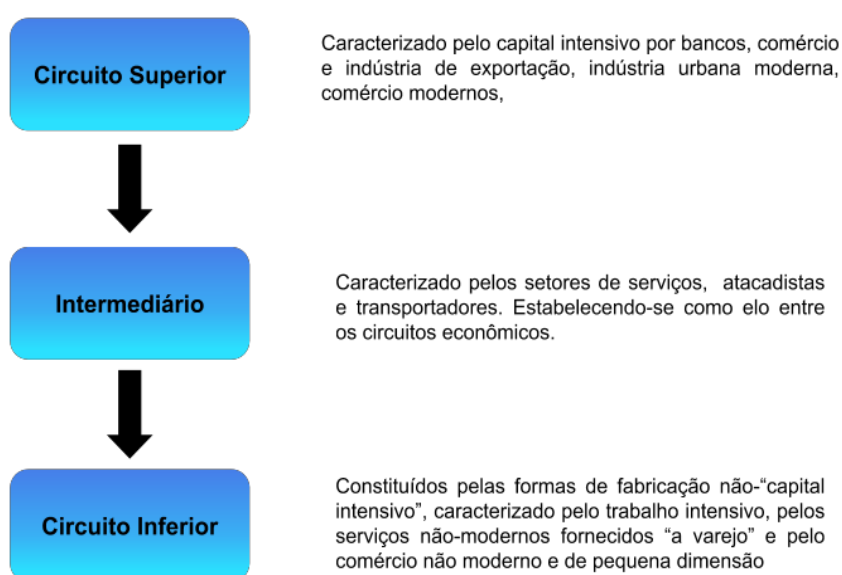 Circuito Superior
Caracterizado pelo capital intensivo por bancos, comércio
e indústria de exportação, indústria urbana moderna,
comércio modernos,
Intermediário
Caracterizado pelos setores de serviços, atacadistas
e transportadores. Estabelecendo-se como elo entre
os circuitos econômicos.
Circuito Inferior
Constituídos pelas formas de fabricação não-“capital
intensivo”, caracterizado pelo trabalho intensivo, pelos
serviços não-modernos fornecidos “a varejo” e pelo
comércio não moderno e de pequena dimensão